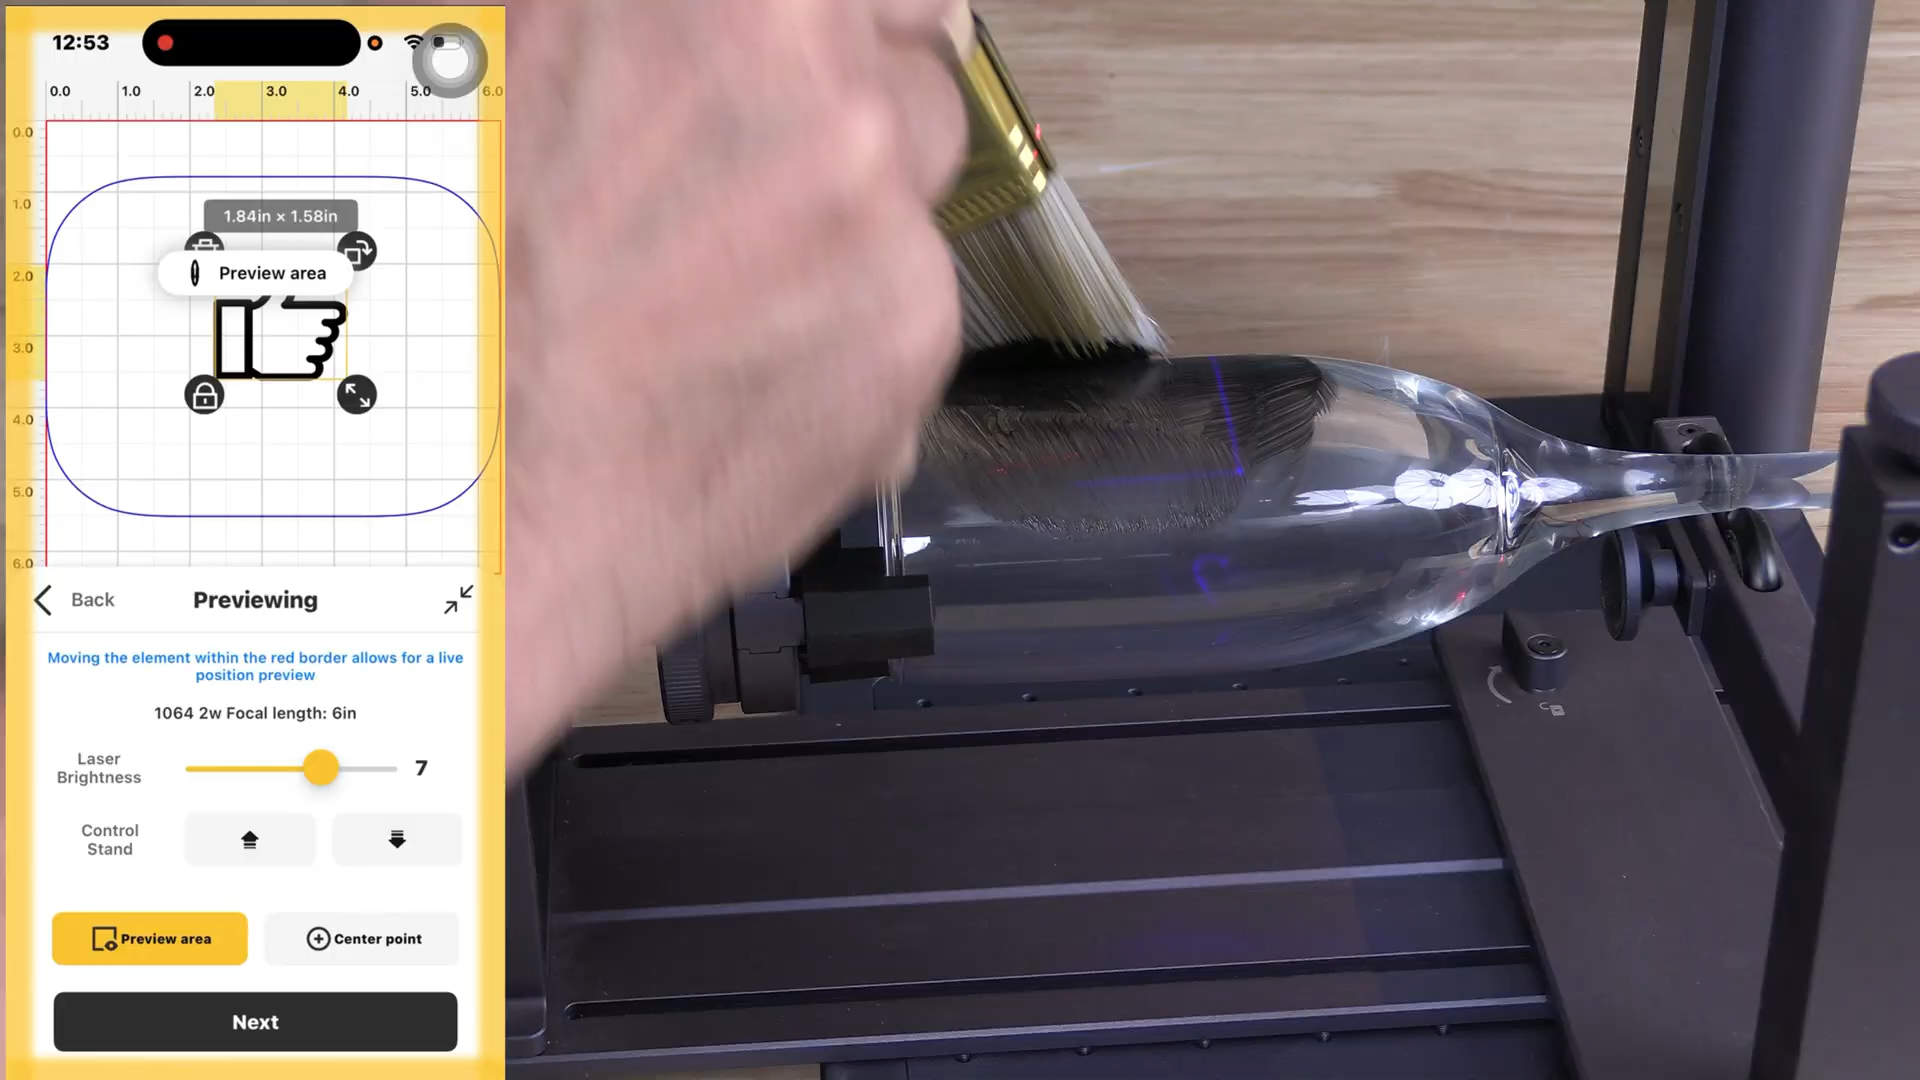 12:53
0.0 1.0 2.0 3.0 4.0 5.0 6.0
0.0
1.0
1.84in × 1.58in
2.0
Preview area
3.0
4.0
5.0
6.0
Back
Previewing
Moving the element within the red border allows for a live
position preview
1064 2w Focal length: 6in
Laser
Brightness
7
Control
Stand
Preview area
Center point
Next